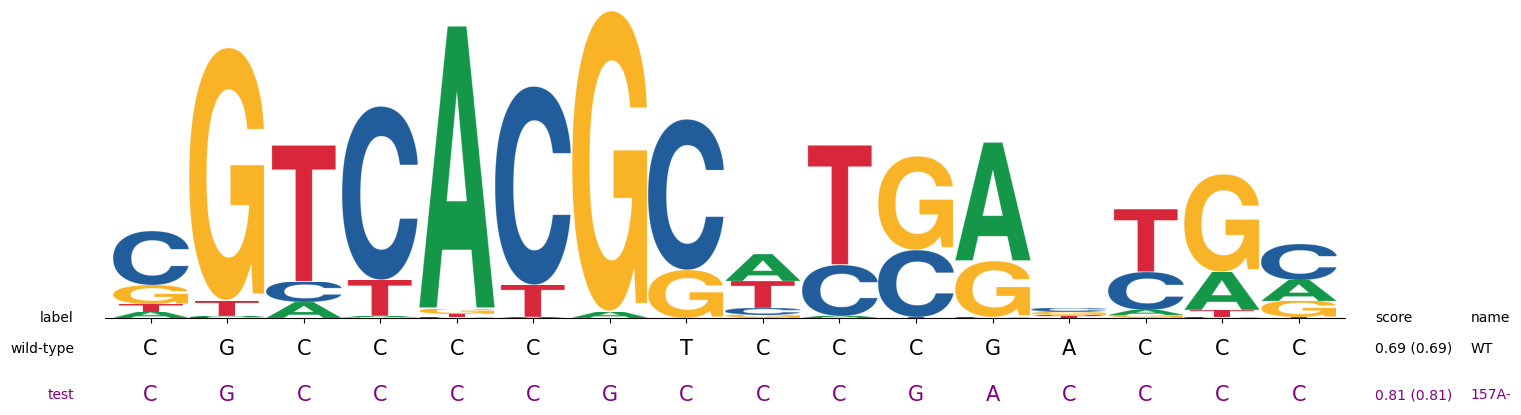 label score name
wild-type C G C C C C G T C C C G A C C C 0.69 (0.69) WT
test C G C C C C G C C C G A C C C C 0.81 (0.81) 157A-